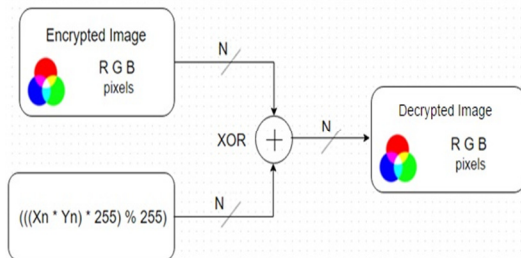 Encrypted Image
R G B
pixels
N
XOR
N
Decrypted Image
R G B
pixels
N
(((Xn * Yn) * 255) % 255)